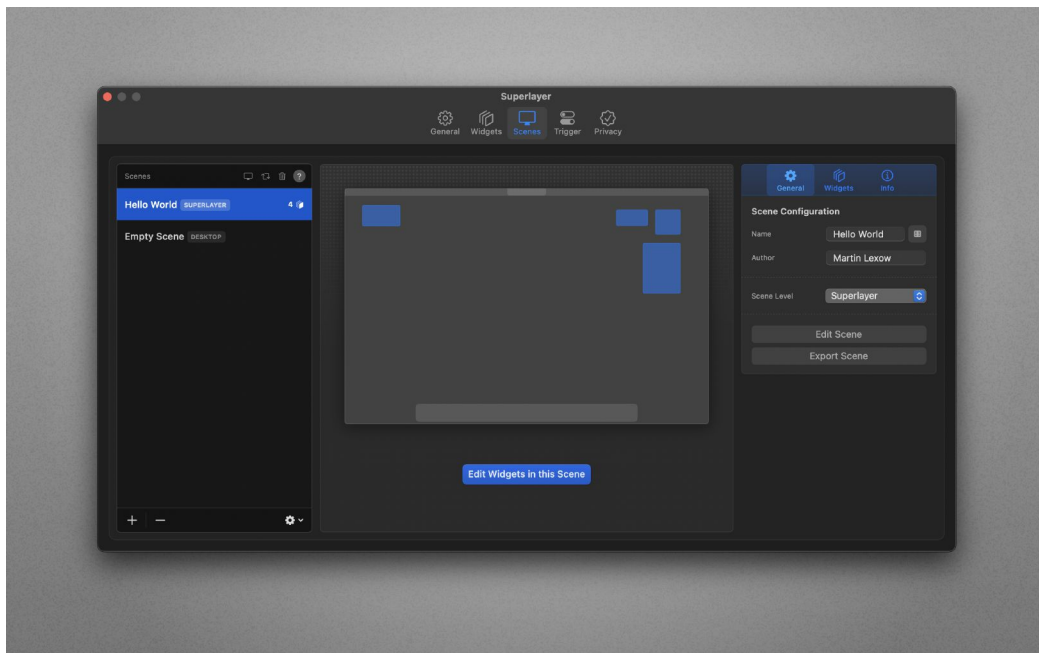 Superlayer
General Widgets Scenes Trigger Privacy
Scenes ?
Hello World SUPERLAYER 4
Empty Scene DESKTOP
Edit Widgets in this Scene
General Widgets Info
Scene Configuration
Name Hello World
Author Martin Lexow
Scene Level Superlayer
Edit Scene
Export Scene